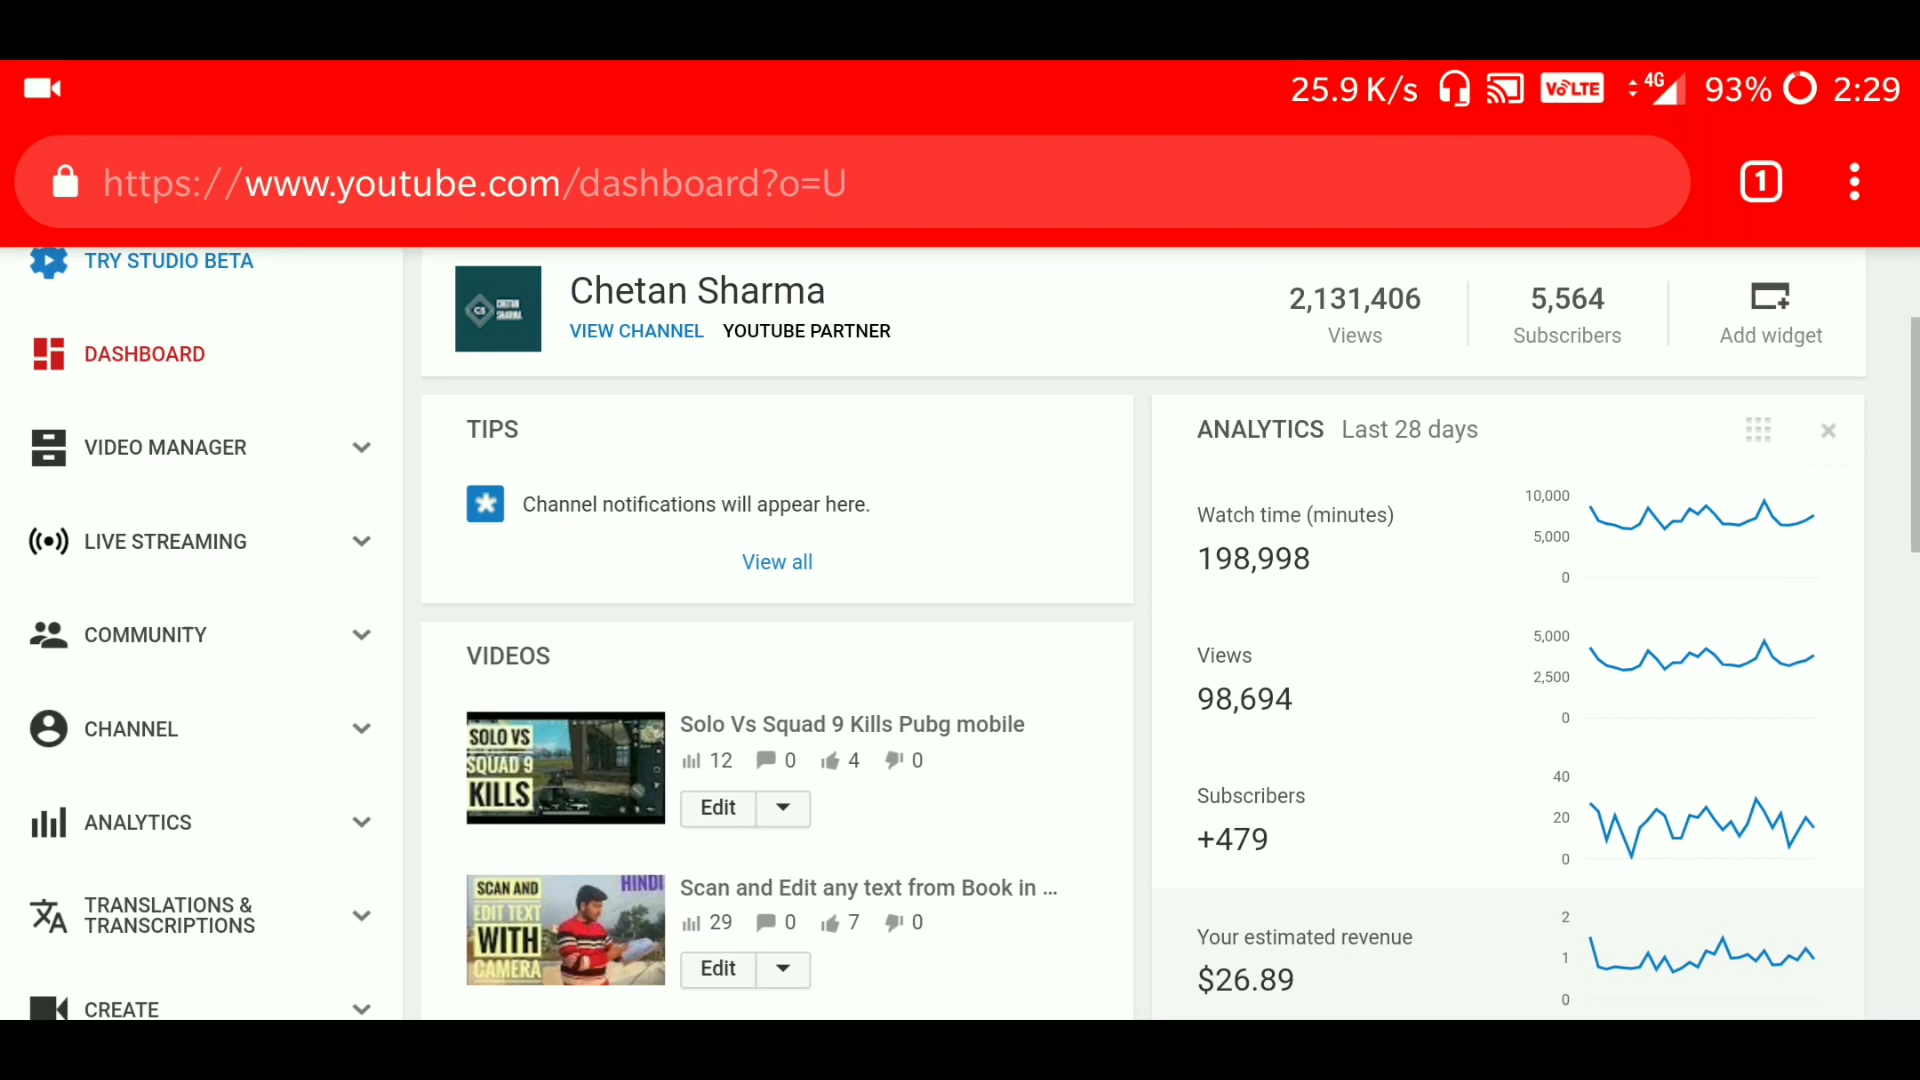 25.9 K/s VoLTE 4G 93% 2:29
https://www.youtube.com/dashboard?o=U 1
TRY STUDIO BETA
DASHBOARD
VIDEO MANAGER
LIVE STREAMING
COMMUNITY
CHANNEL
ANALYTICS
TRANSLATIONS &
TRANSCRIPTIONS
CREATE
CS CHETAN
SHARMA
Chetan Sharma
VIEW CHANNEL YOUTUBE PARTNER
2,131,406
Views
5,564
Subscribers
Add widget
TIPS
Channel notifications will appear here.
View all
VIDEOS
SOLO VS
SQUAD 9
KILLS
Solo Vs Squad 9 Kills Pubg mobile
12 0 4 0
Edit
SCAN AND HINDI
EDIT TEXT
WITH
CAMERA
Scan and Edit any text from Book in ...
29 0 7 0
Edit
ANALYTICS Last 28 days
Watch time (minutes)
198,998
10,000
5,000
0
Views
98,694
5,000
2,500
0
Subscribers
+479
40
20
0
Your estimated revenue
$26.89
2
1
0